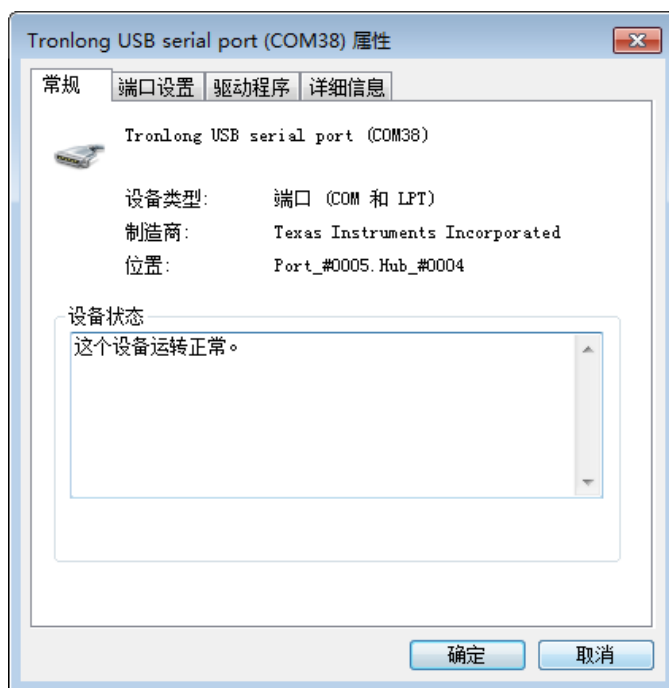 Tronlong USB serial port (COM38) 属性
常规 端口设置 驱动程序 详细信息
Tronlong USB serial port (COM38)
设备类型: 端口 (COM 和 LPT)
制造商: Texas Instruments Incorporated
位置: Port_#0005.Hub_#0004
设备状态
这个设备运转正常。
确定 取消